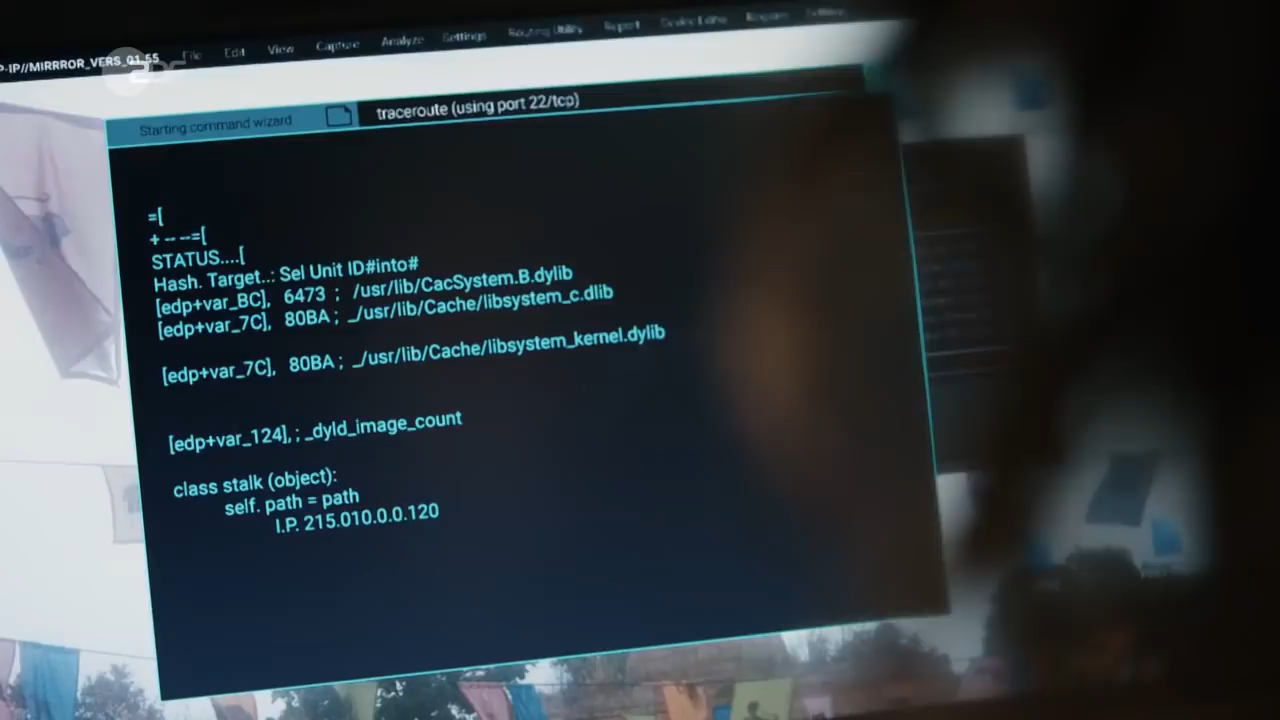 P-IP//MIRRROR_VERS_01.55
File Edit View Capture Analyze Settings Routing Utility Report
Starting command wizard
traceroute (using port 22/tcp)
=[
+ -- --=[
STATUS....[
Hash. Target..: Sel Unit ID#into#
[edp+var_BC], 6473 ; /usr/lib/CacSystem.B.dylib
[edp+var_7C], 80BA ; _/usr/lib/Cache/libsystem_c.dlib
[edp+var_7C], 80BA ; _/usr/lib/Cache/libsystem_kernel.dylib
[edp+var_124], ; _dyld_image_count
class stalk (object):
self. path = path
I.P. 215.010.0.0.120